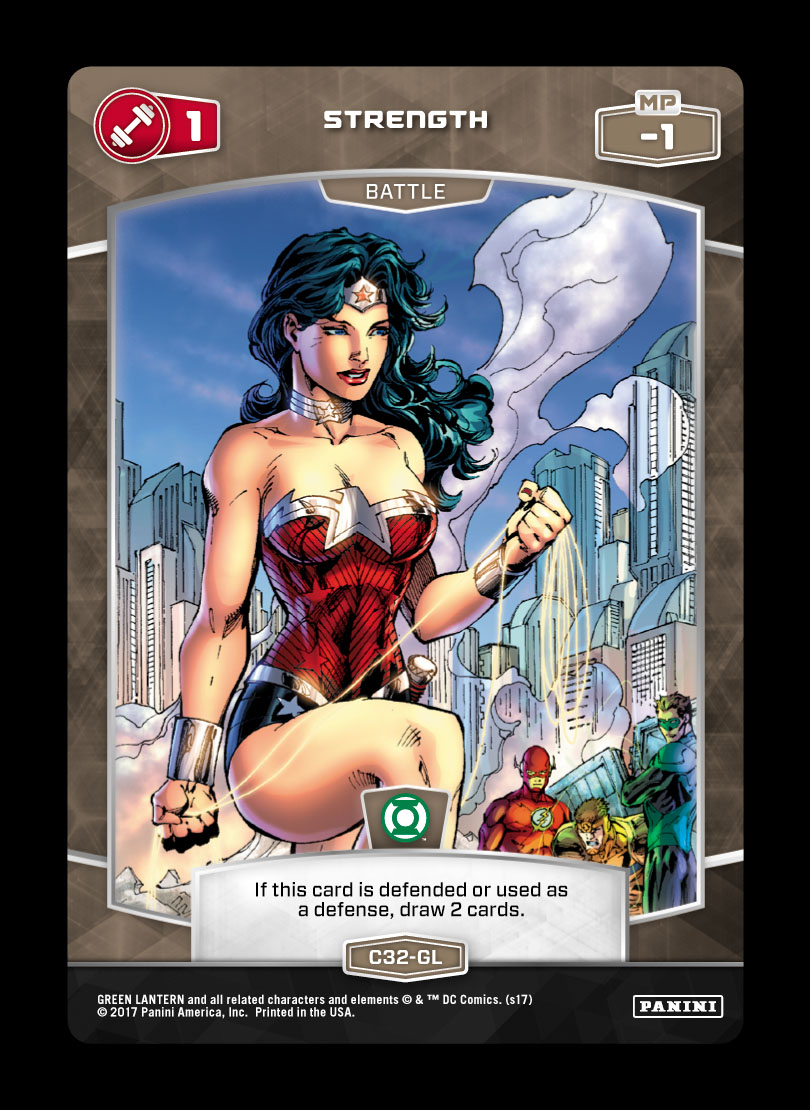 1
STRENGTH
MP
-1
BATTLE
If this card is defended or used as
a defense, draw 2 cards.
C32-GL
GREEN LANTERN and all related characters and elements © & ™ DC Comics. (s17)
© 2017 Panini America, Inc. Printed in the USA.
PANINI